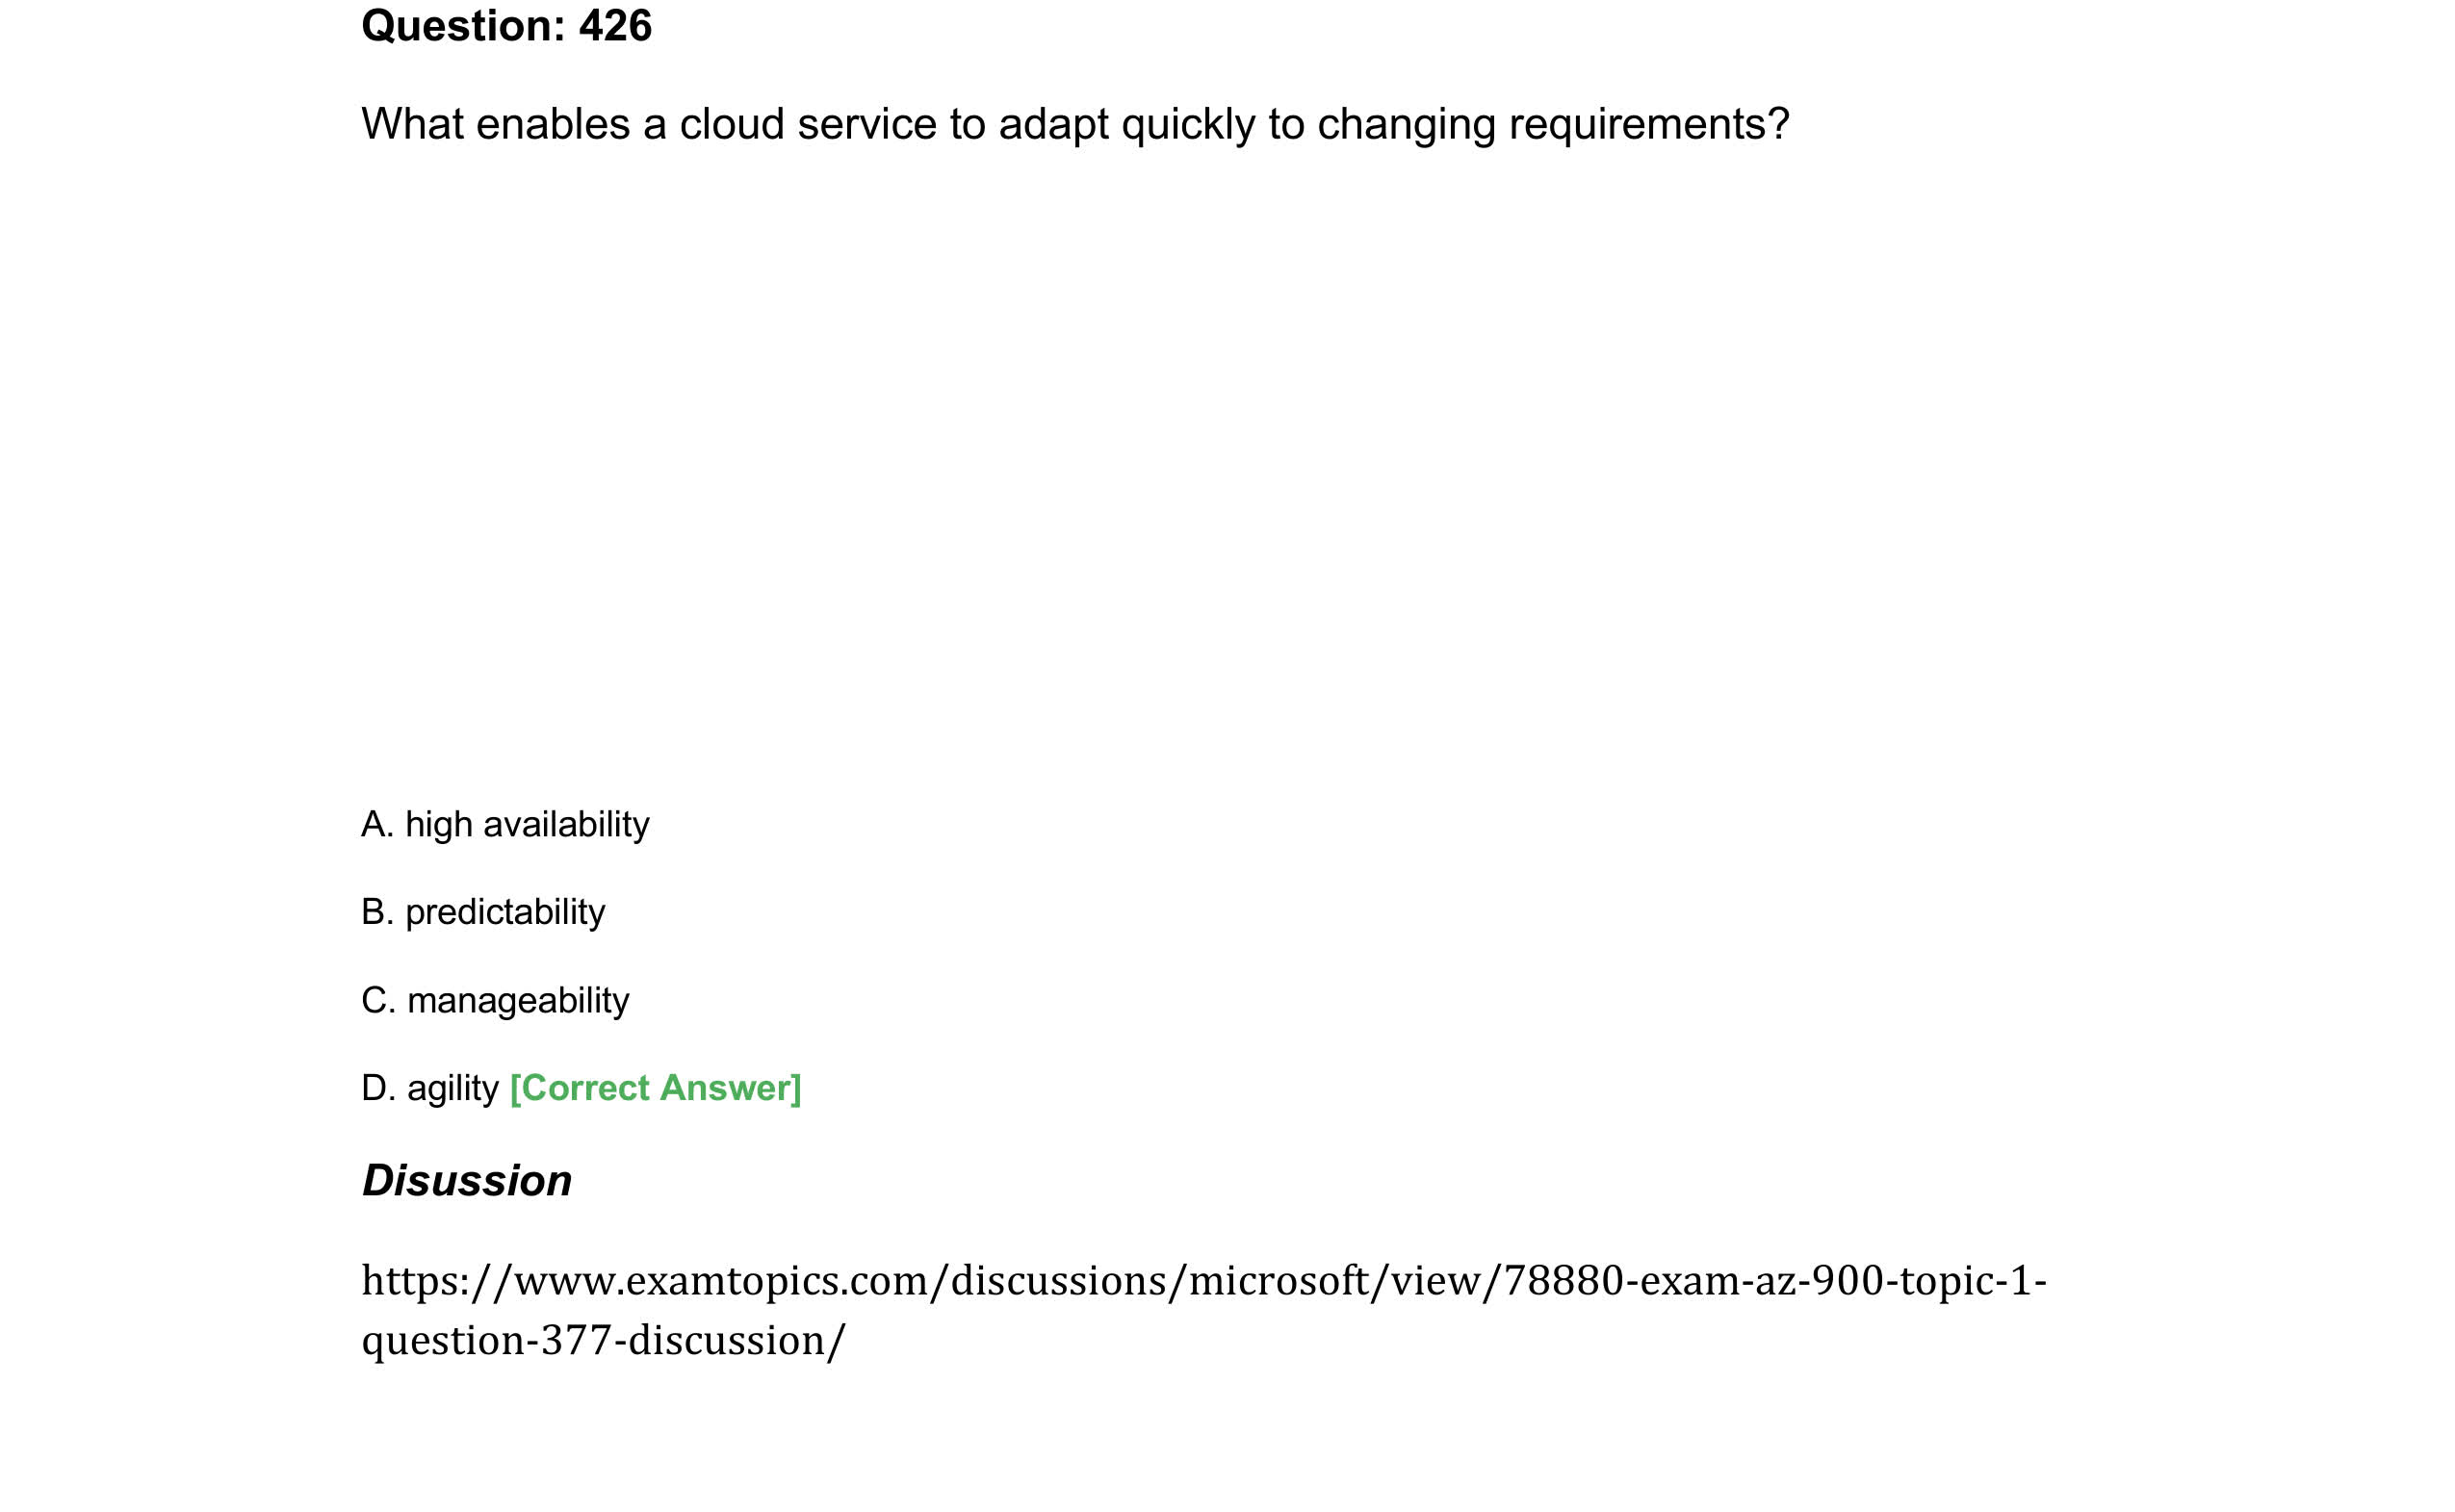 Question: 426
What enables a cloud service to adapt quickly to changing requirements?
A. high availability
B. predictability
C. manageability
D. agility [Correct Answer]
Disussion
https://www.examtopics.com/discussions/microsoft/view/78880-exam-az-900-topic-1-
question-377-discussion/